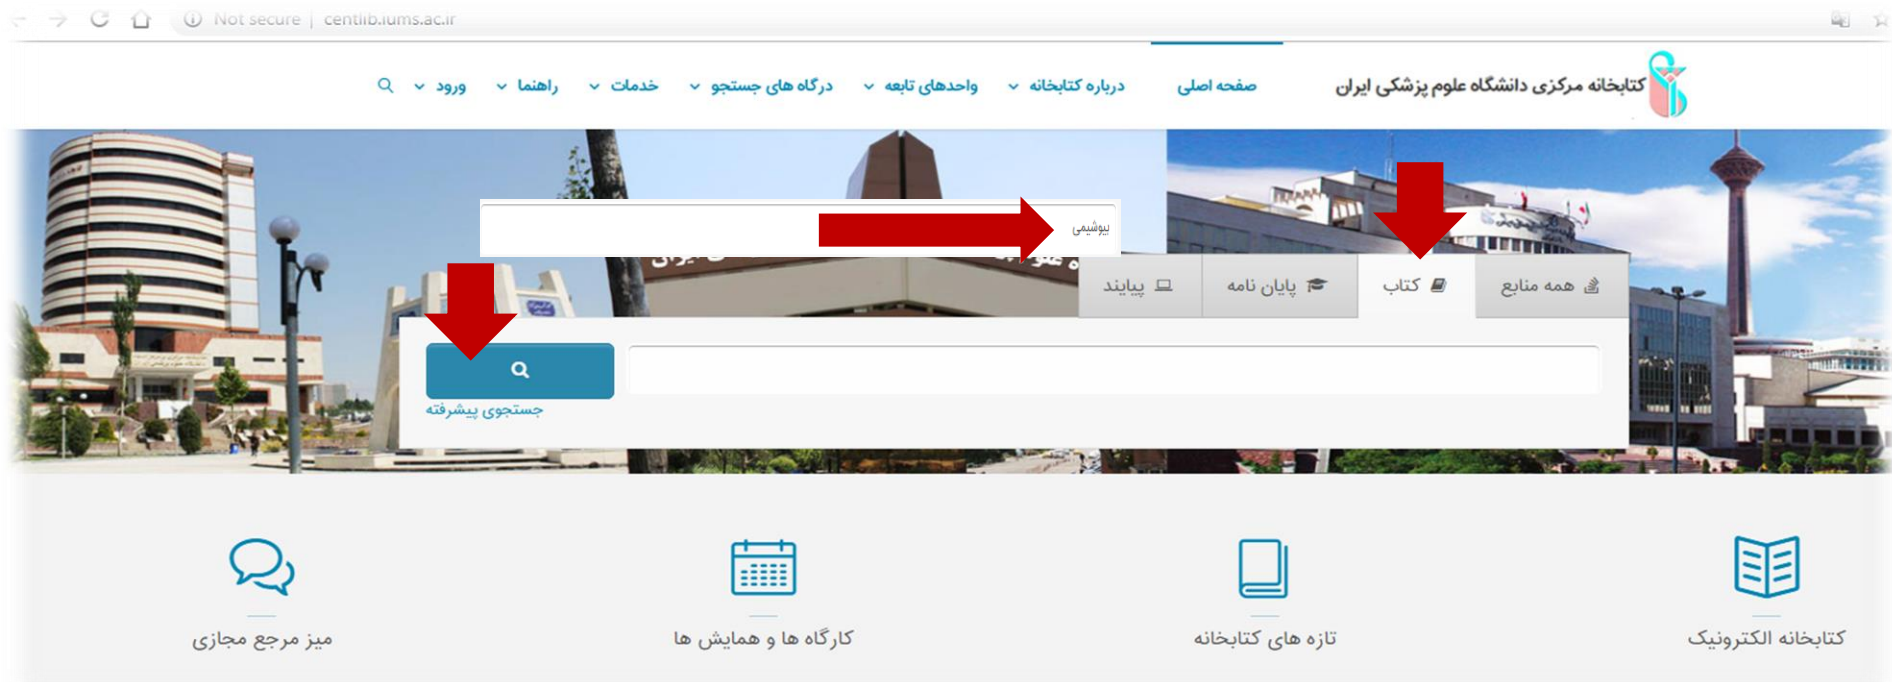 Not secure | centlib.iums.ac.ir
کتابخانه مرکزی دانشگاه علوم پزشکی ایران
صفحه اصلی
درباره کتابخانه
واحدهای تابعه
درگاه های جستجو
خدمات
راهنما
ورود
بیوشیمی
همه منابع
کتاب
پایان نامه
پیایند
جستجوی پیشرفته
کتابخانه الکترونیک
تازه های کتابخانه
کارگاه ها و همایش ها
میز مرجع مجازی